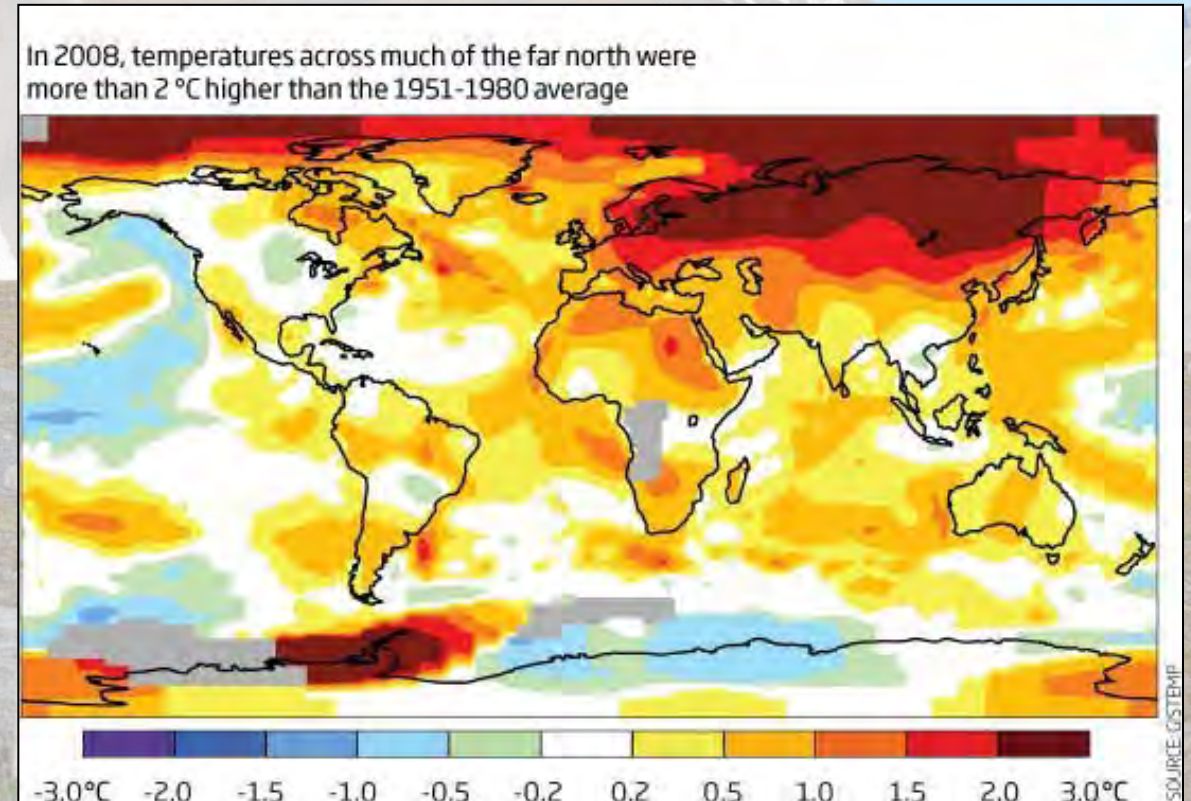 In 2008, temperatures across much of the far north were
more than 2 °C higher than the 1951-1980 average
SOURCE: GISTEMP
-3.0°C -2.0 -1.5 -1.0 -0.5 -0.2 0.2 0.5 1.0 1.5 2.0 3.0°C